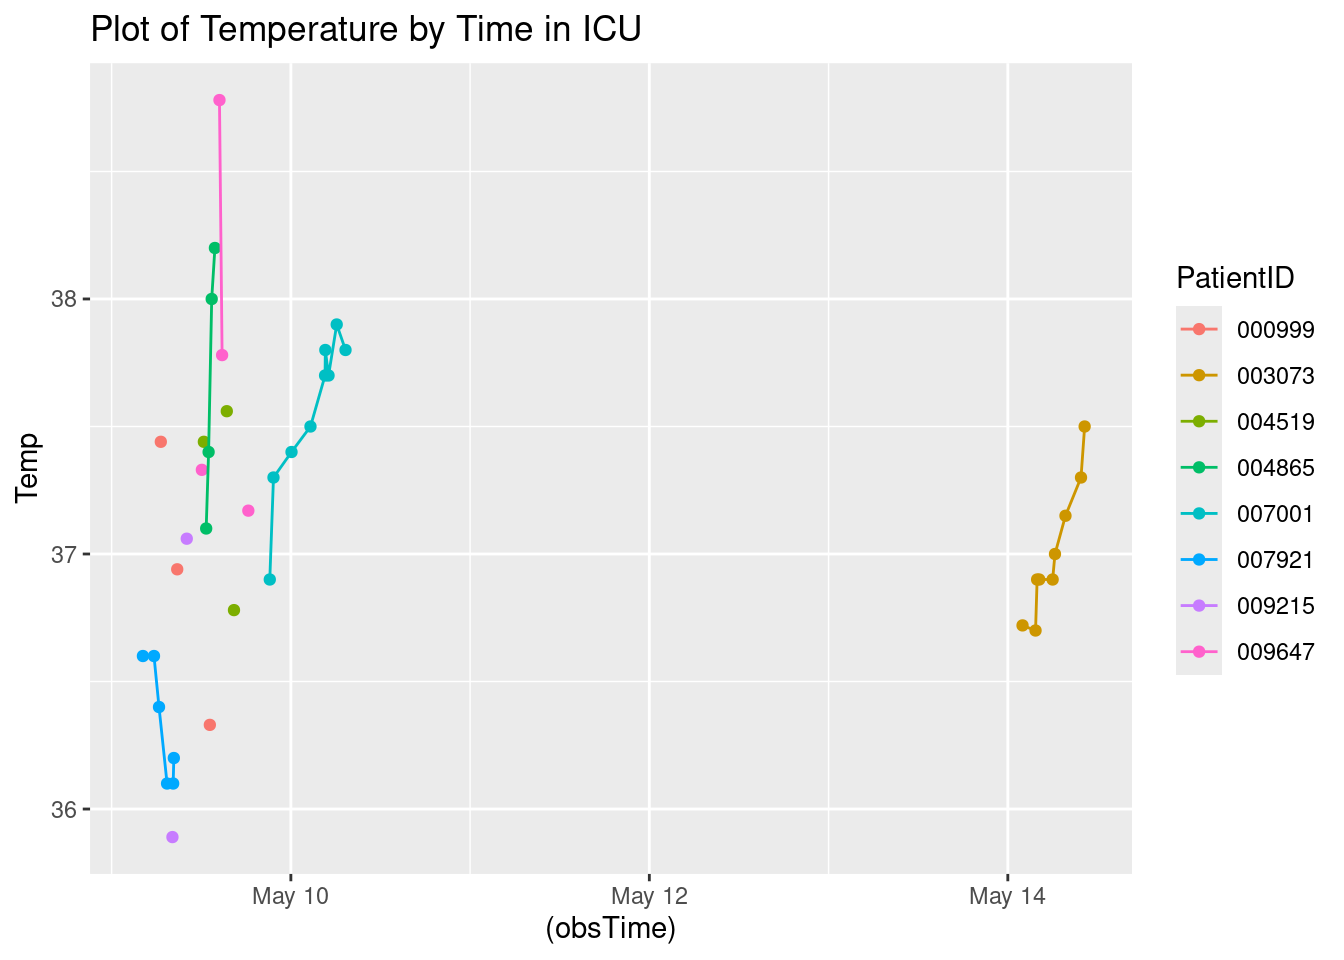 Plot of Temperature by Time in ICU
Temp
38
37
36
May 10
May 12
May 14
(obsTime)
PatientID
000999
003073
004519
004865
007001
007921
009215
009647